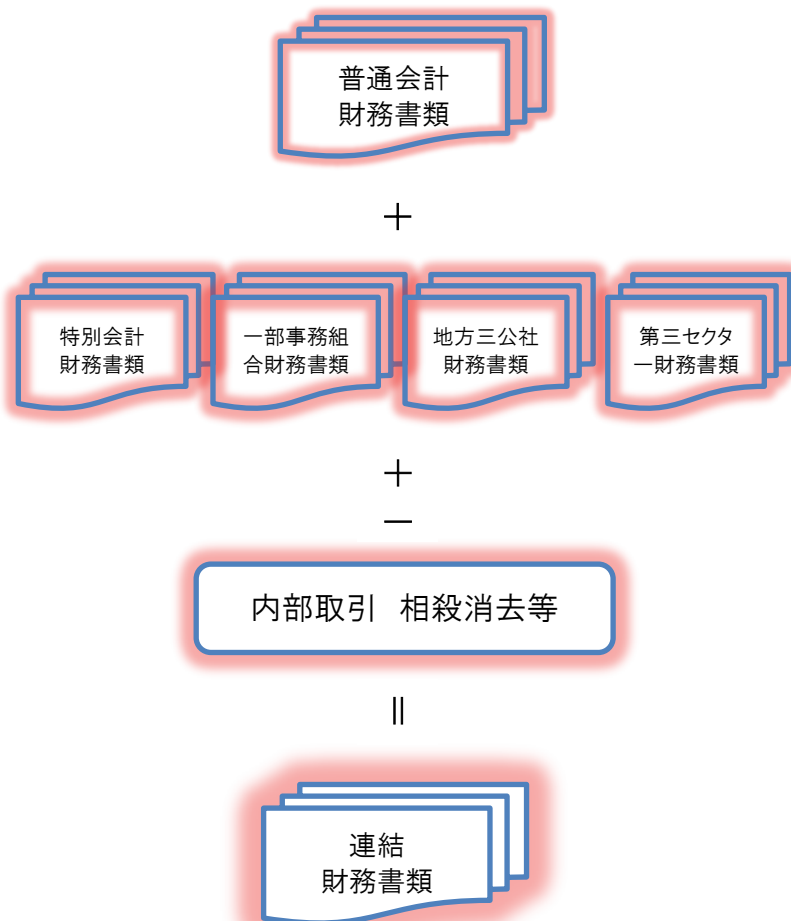 普通会計
財務書類
＋
特別会計
財務書類
一部事務組
合財務書類
地方三公社
財務書類
第三セクタ
ー財務書類
＋
－
内部取引　相殺消去等
＝
連結
財務書類